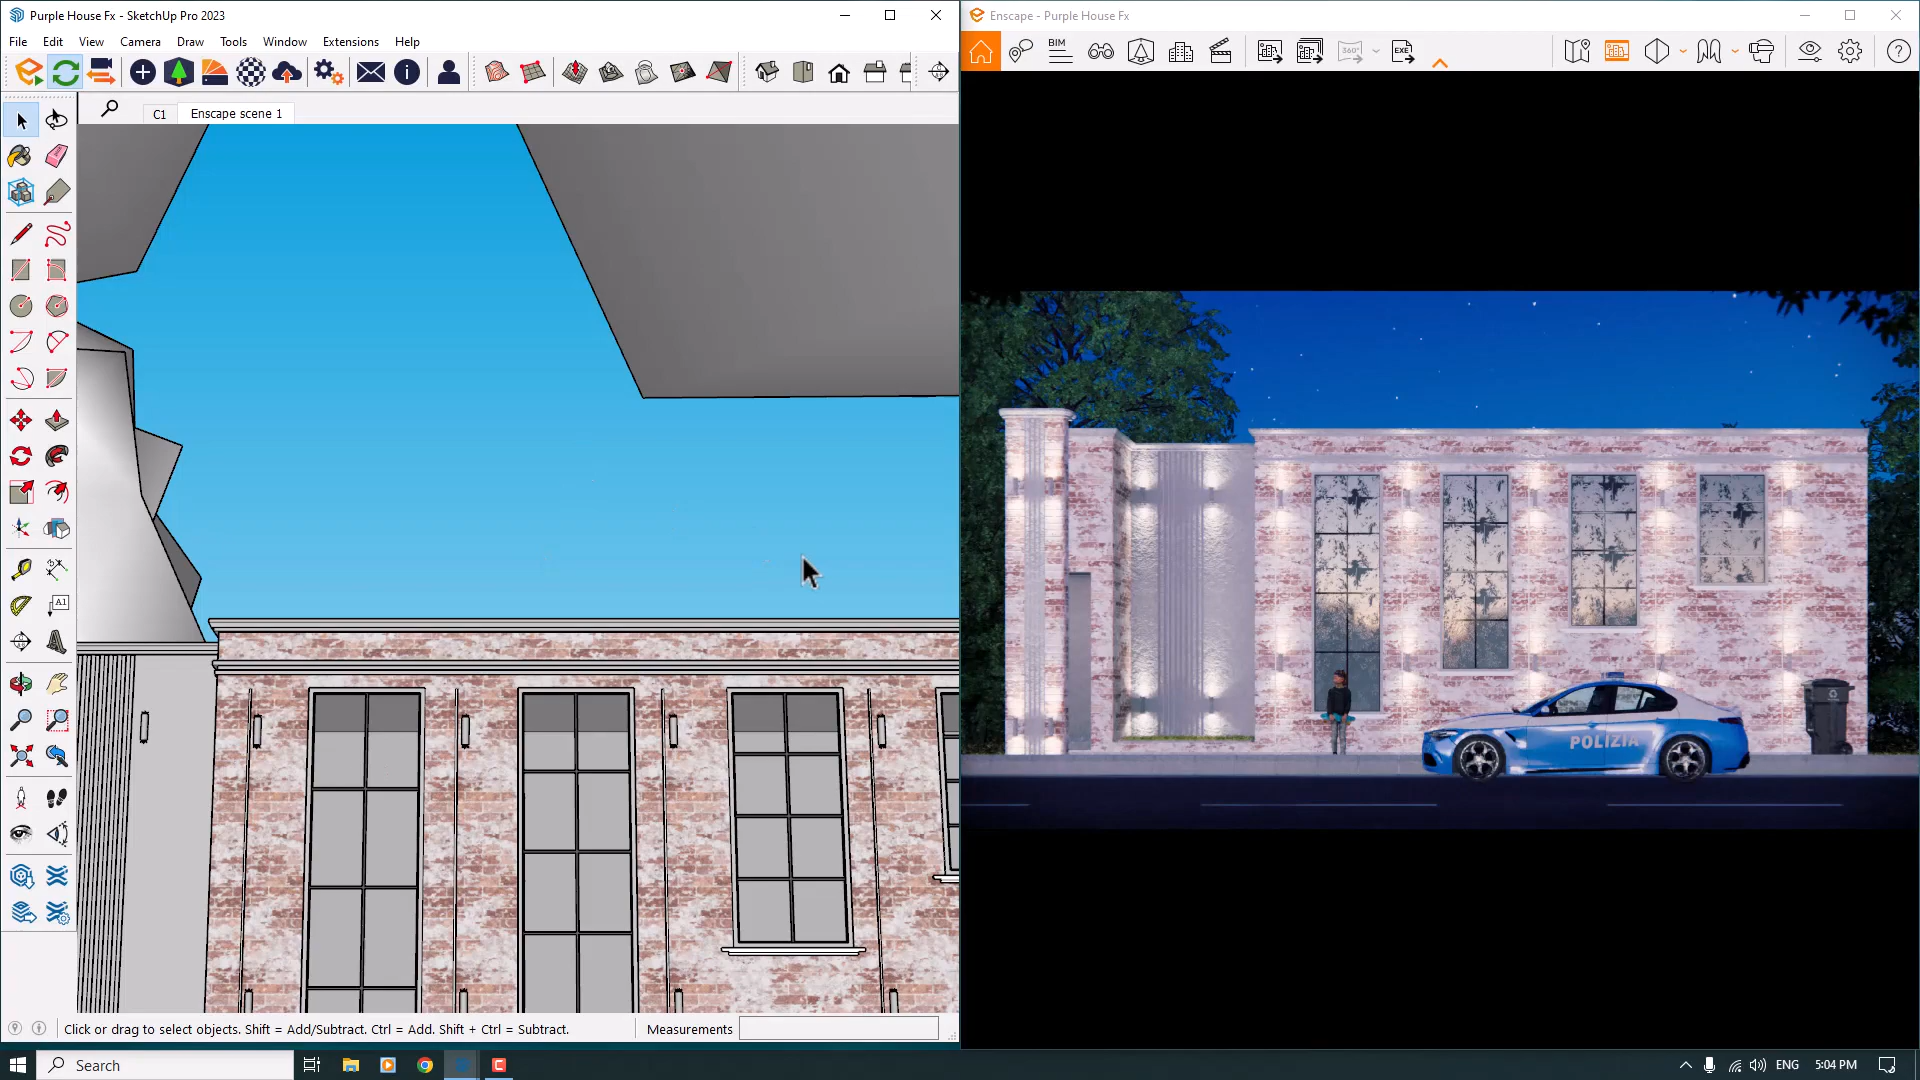 Purple House Fx - SketchUp Pro 2023
File Edit View Camera Draw Tools Window Extensions Help
C1 Enscape scene 1
A1
Click or drag to select objects. Shift = Add/Subtract. Ctrl = Add. Shift + Ctrl = Subtract.
Measurements
Enscape - Purple House Fx
BIM
360°
EXE
POLIZIA
Search
ENG 5:04 PM